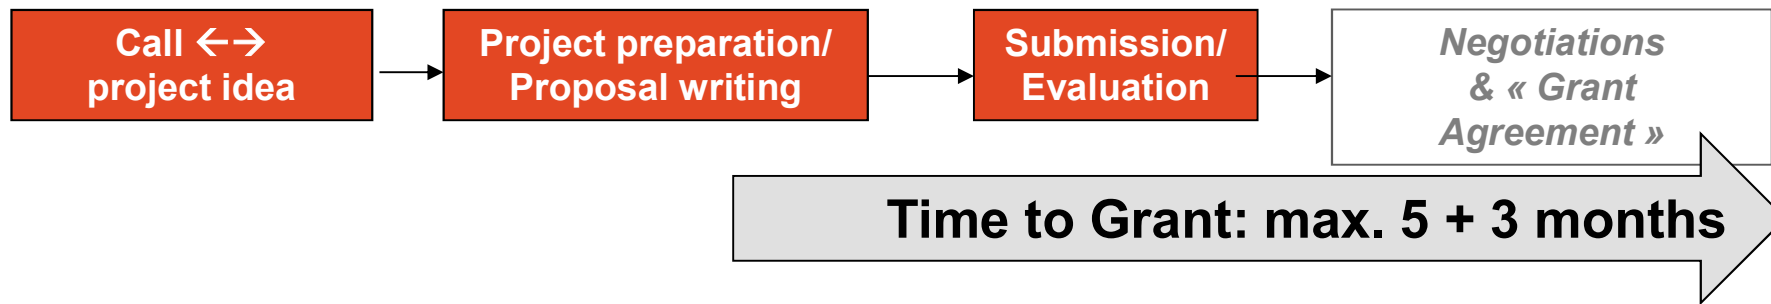 Call ←→
project idea
Project preparation/
Proposal writing
Submission/
Evaluation
Negotiations
& « Grant
Agreement »
Time to Grant: max. 5 + 3 months